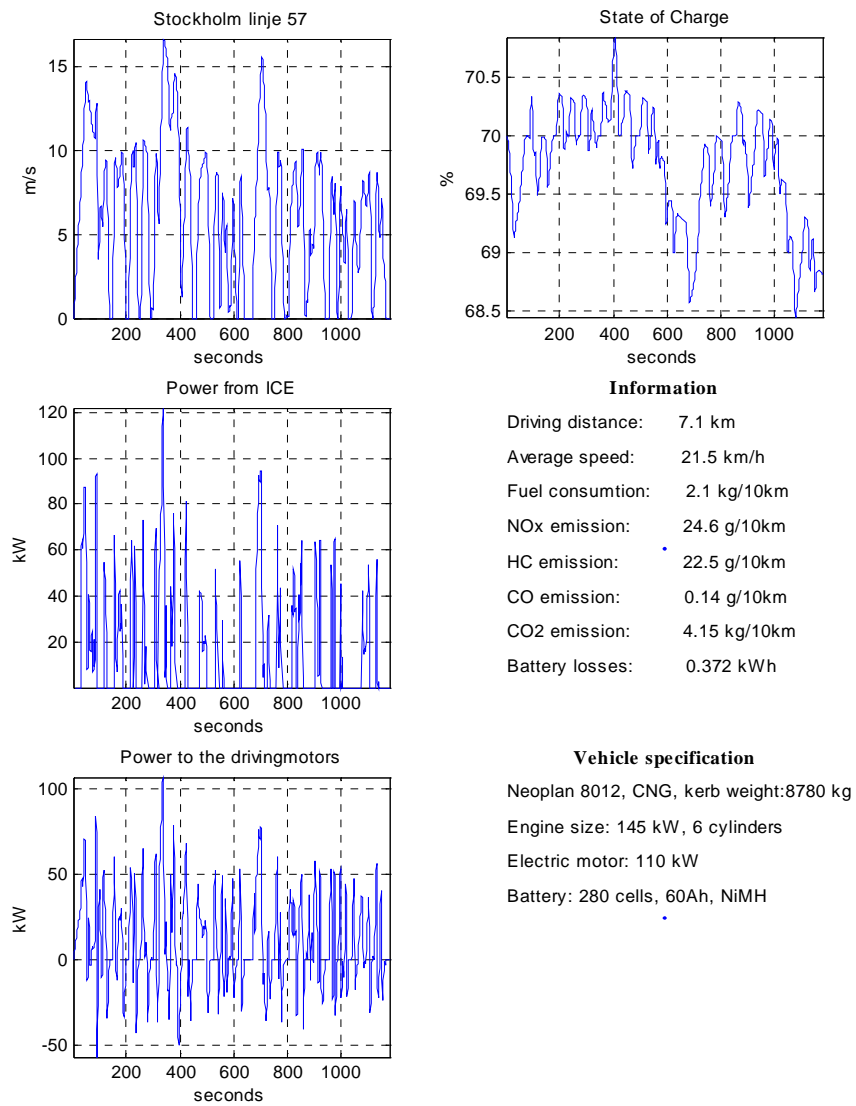 Stockholm linje 57
15
10
5
0
m/s
200 400 600 800 1000
seconds
State of Charge
70.5
70
69.5
69
68.5
%
200 400 600 800 1000
seconds
Power from ICE
120
100
80
60
40
20
kW
200 400 600 800 1000
seconds
Information
Driving distance: 7.1 km
Average speed: 21.5 km/h
Fuel consumtion: 2.1 kg/10km
NOx emission: 24.6 g/10km
HC emission: 22.5 g/10km
CO emission: 0.14 g/10km
CO2 emission: 4.15 kg/10km
Battery losses: 0.372 kWh
Power to the drivingmotors
100
50
0
-50
kW
200 400 600 800 1000
seconds
Vehicle specification
Neoplan 8012, CNG, kerb weight:8780 kg
Engine size: 145 kW, 6 cylinders
Electric motor: 110 kW
Battery: 280 cells, 60Ah, NiMH